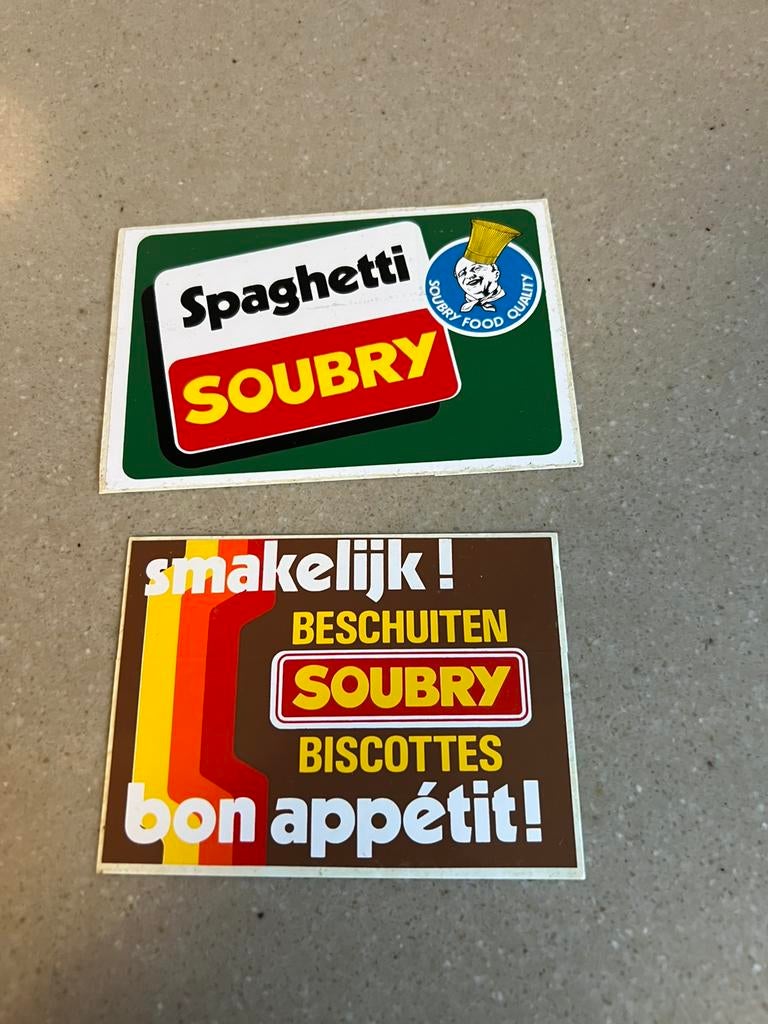 Spaghetti
SOUBRY
SOUBRY FOOD QUALITY
smakelijk !
BESCHUITEN
SOUBRY
BISCOTTES
bon appétit!